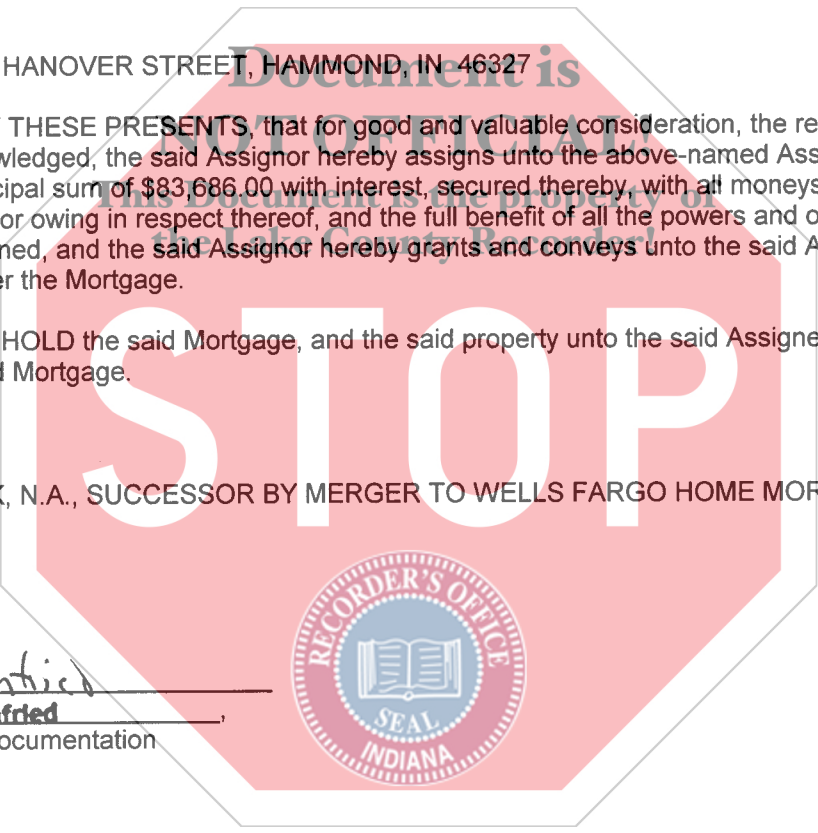 HANOVER STREET, HAMMOND, IN 46327
Document is
THESE PRESENTS, that for good and valuable consideration, the re
NOT OFFICIAL!
wledged, the said Assignor hereby assigns unto the above-named Ass
cipal sum of $83,686.00 with interest, secured thereby, with all moneys
This Document is the property of
or owing in respect thereof, and the full benefit of all the powers and o
the Lake County Recorder!
ned, and the said Assignor hereby grants and conveys unto the said A
er the Mortgage.
HOLD the said Mortgage, and the said property unto the said Assigne
d Mortgage.
STOP
K, N.A., SUCCESSOR BY MERGER TO WELLS FARGO HOME MOR
RECORDER'S OFFICE
SEAL
INDIANA
fried,
ocumentation